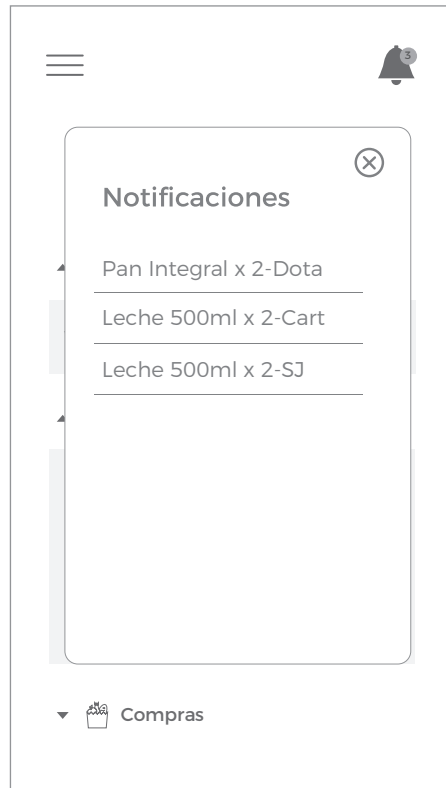 3
Notificaciones
Pan Integral x 2-Dota
Leche 500ml x 2-Cart
Leche 500ml x 2-SJ
Compras